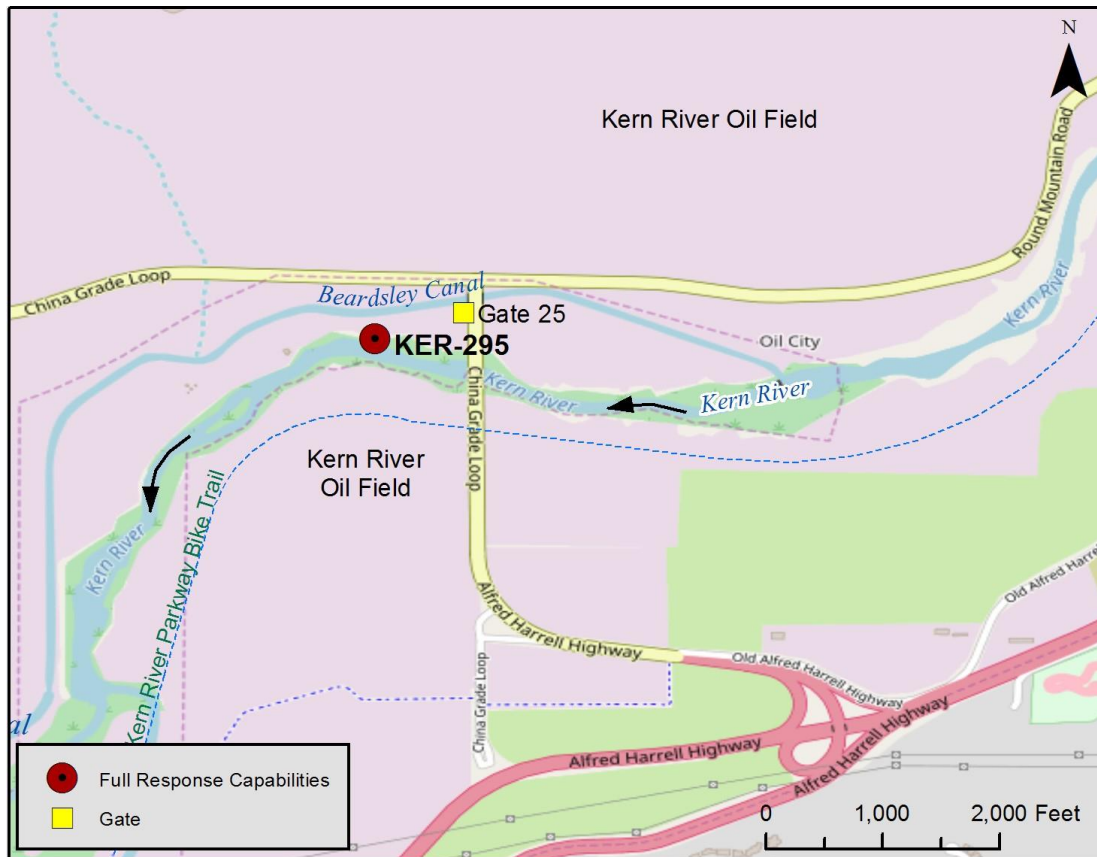 N
Kern River Oil Field
Round Mountain Road
China Grade Loop
Beardsley Canal
Kern River
Gate 25
KER-295
Oil City
Kern River
Kern River
China Grade Loop
Kern River
Oil Field
Kern River
Kern River Parkway Bike Trail
Alfred Harrell Highway
Old Alfred Harrell
Old Alfred Harrell Highway
China Grade Loop
Alfred Harrell Highway
Alfred Harrell Highway
al
Full Response Capabilities
Gate
0 1,000 2,000 Feet